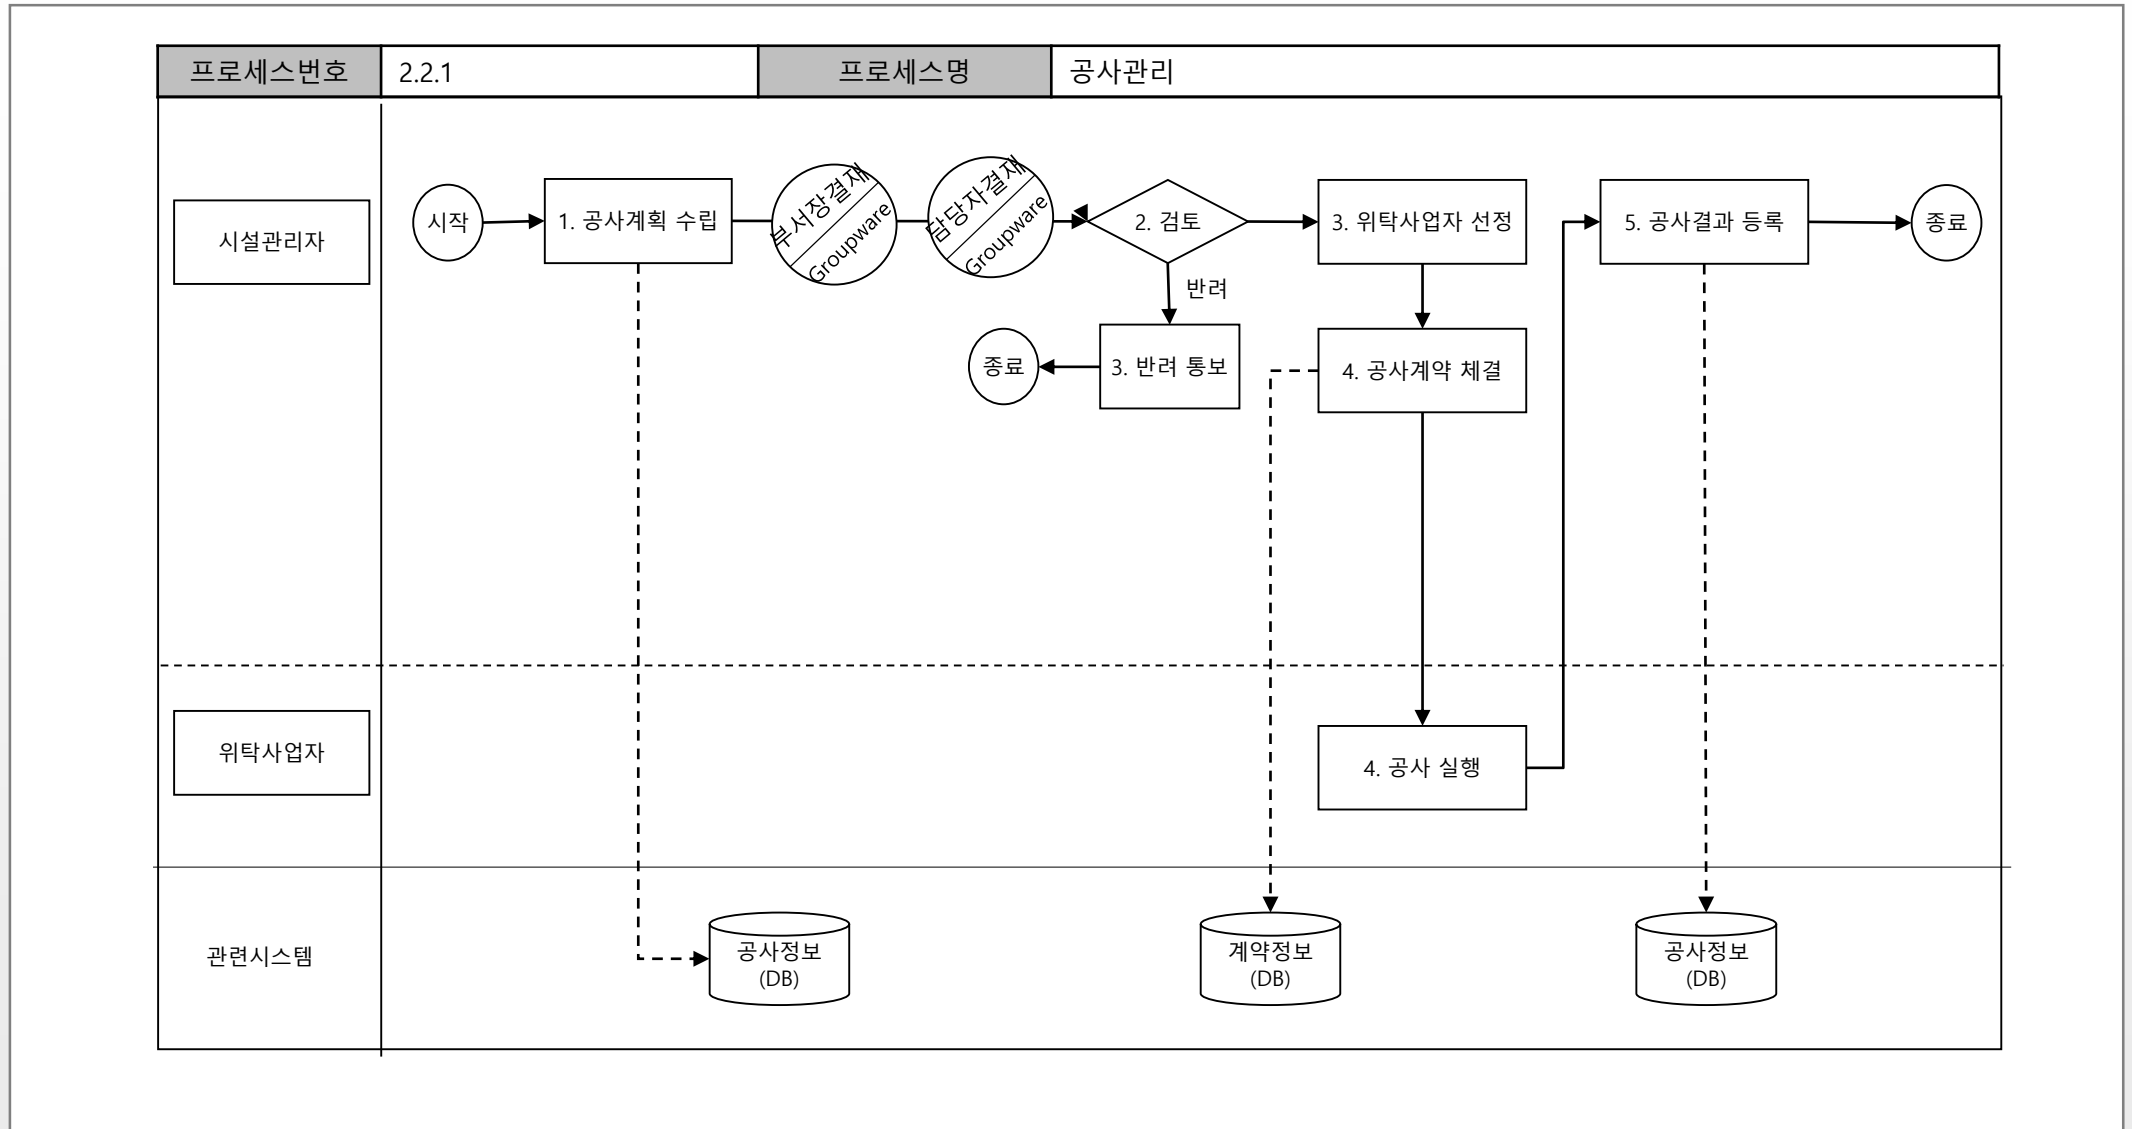 프로세스번호
2.2.1
프로세스명
공사관리
시설관리자
시작
1. 공사계획 수립
부서장결재
Groupware
담당자결재
Groupware
2. 검토
3. 위탁사업자 선정
5. 공사결과 등록
종료
반려
종료
3. 반려 통보
4. 공사계약 체결
위탁사업자
4. 공사 실행
관련시스템
공사정보
(DB)
계약정보
(DB)
공사정보
(DB)